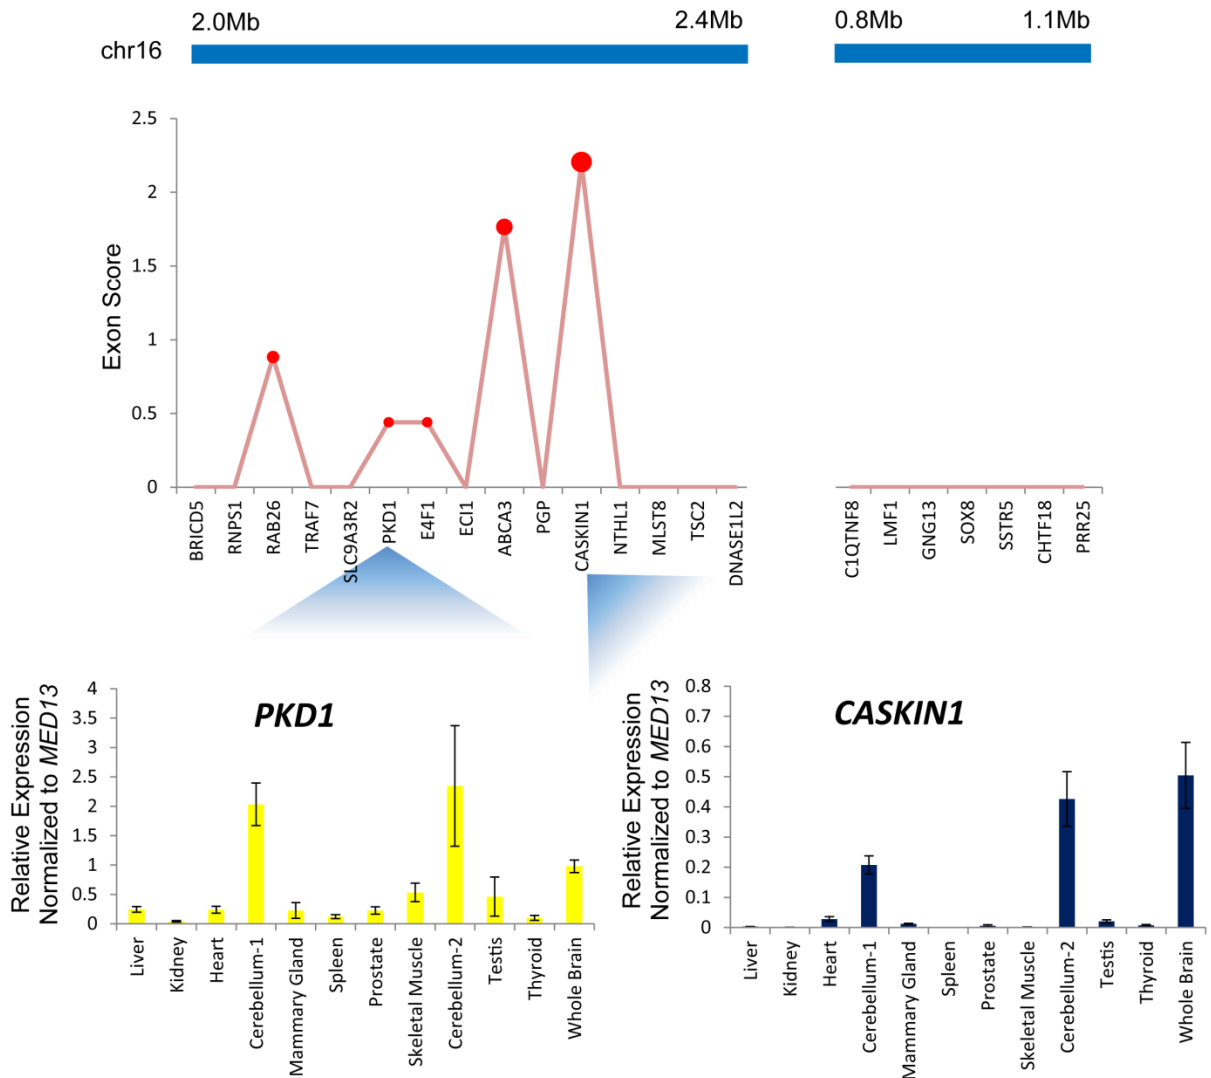 2.0Mb 2.4Mb 0.8Mb 1.1Mb
chr16
Exon Score
2.5
2
1.5
1
0.5
0
BRICD5
RNPS1
RAB26
TRAF7
SLC9A3R2
PKD1
E4F1
ECI1
ABCA3
PGP
CASKIN1
NTHL1
MLST8
TSC2
DNASE1L2
C1QTNF8
LMF1
GNG13
SOX8
SSTR5
CHTF18
PRR25
PKD1
Relative Expression
Normalized to MED13
4
3.5
3
2.5
2
1.5
1
0.5
0
Liver
Kidney
Heart
Cerebellum-1
Mammary Gland
Spleen
Prostate
Skeletal Muscle
Cerebellum-2
Testis
Thyroid
Whole Brain
CASKIN1
Relative Expression
Normalized to MED13
0.8
0.7
0.6
0.5
0.4
0.3
0.2
0.1
0
Liver
Kidney
Heart
Cerebellum-1
Mammary Gland
Spleen
Prostate
Skeletal Muscle
Cerebellum-2
Testis
Thyroid
Whole Brain